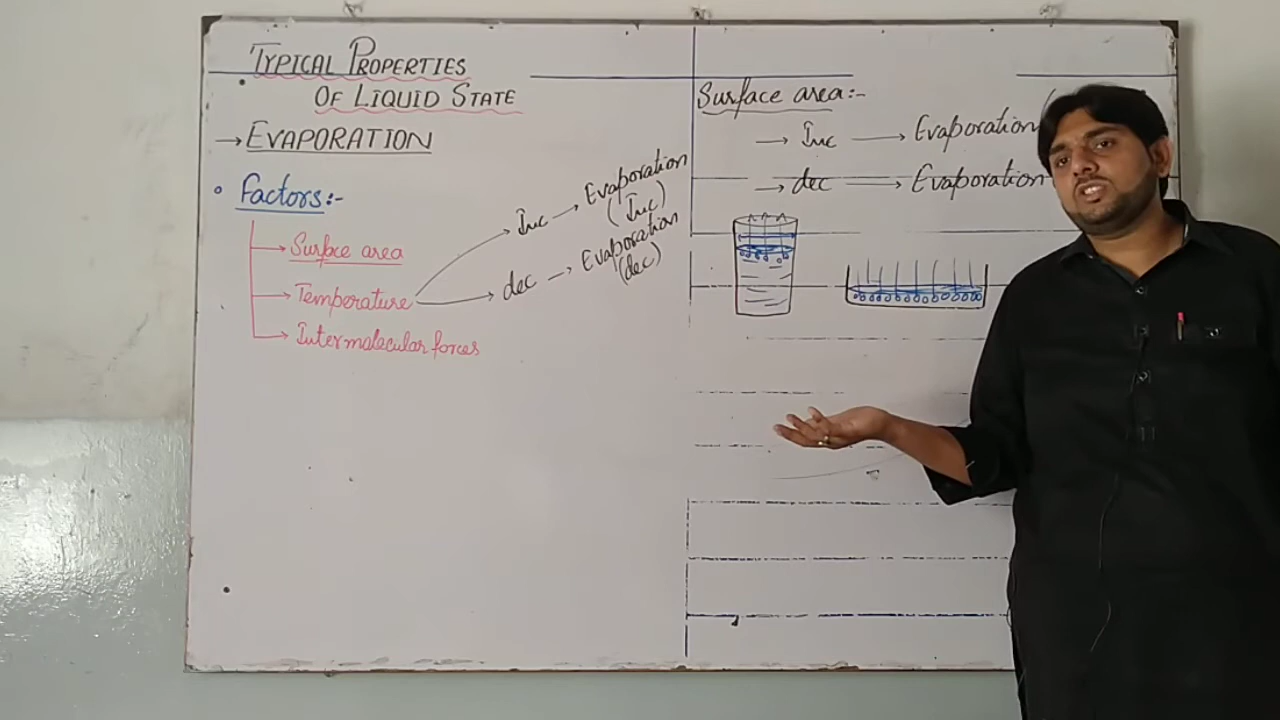 TYPICAL PROPERTIES
OF LIQUID STATE
→ EVAPORATION
• Factors:-
→ Surface area
→ Temperature
→ Intermolecular forces
Inc → Evaporation
(Inc)
dec → Evaporation
(dec)
Surface area:-
→ Inc → Evaporation (
→ dec → Evaporation